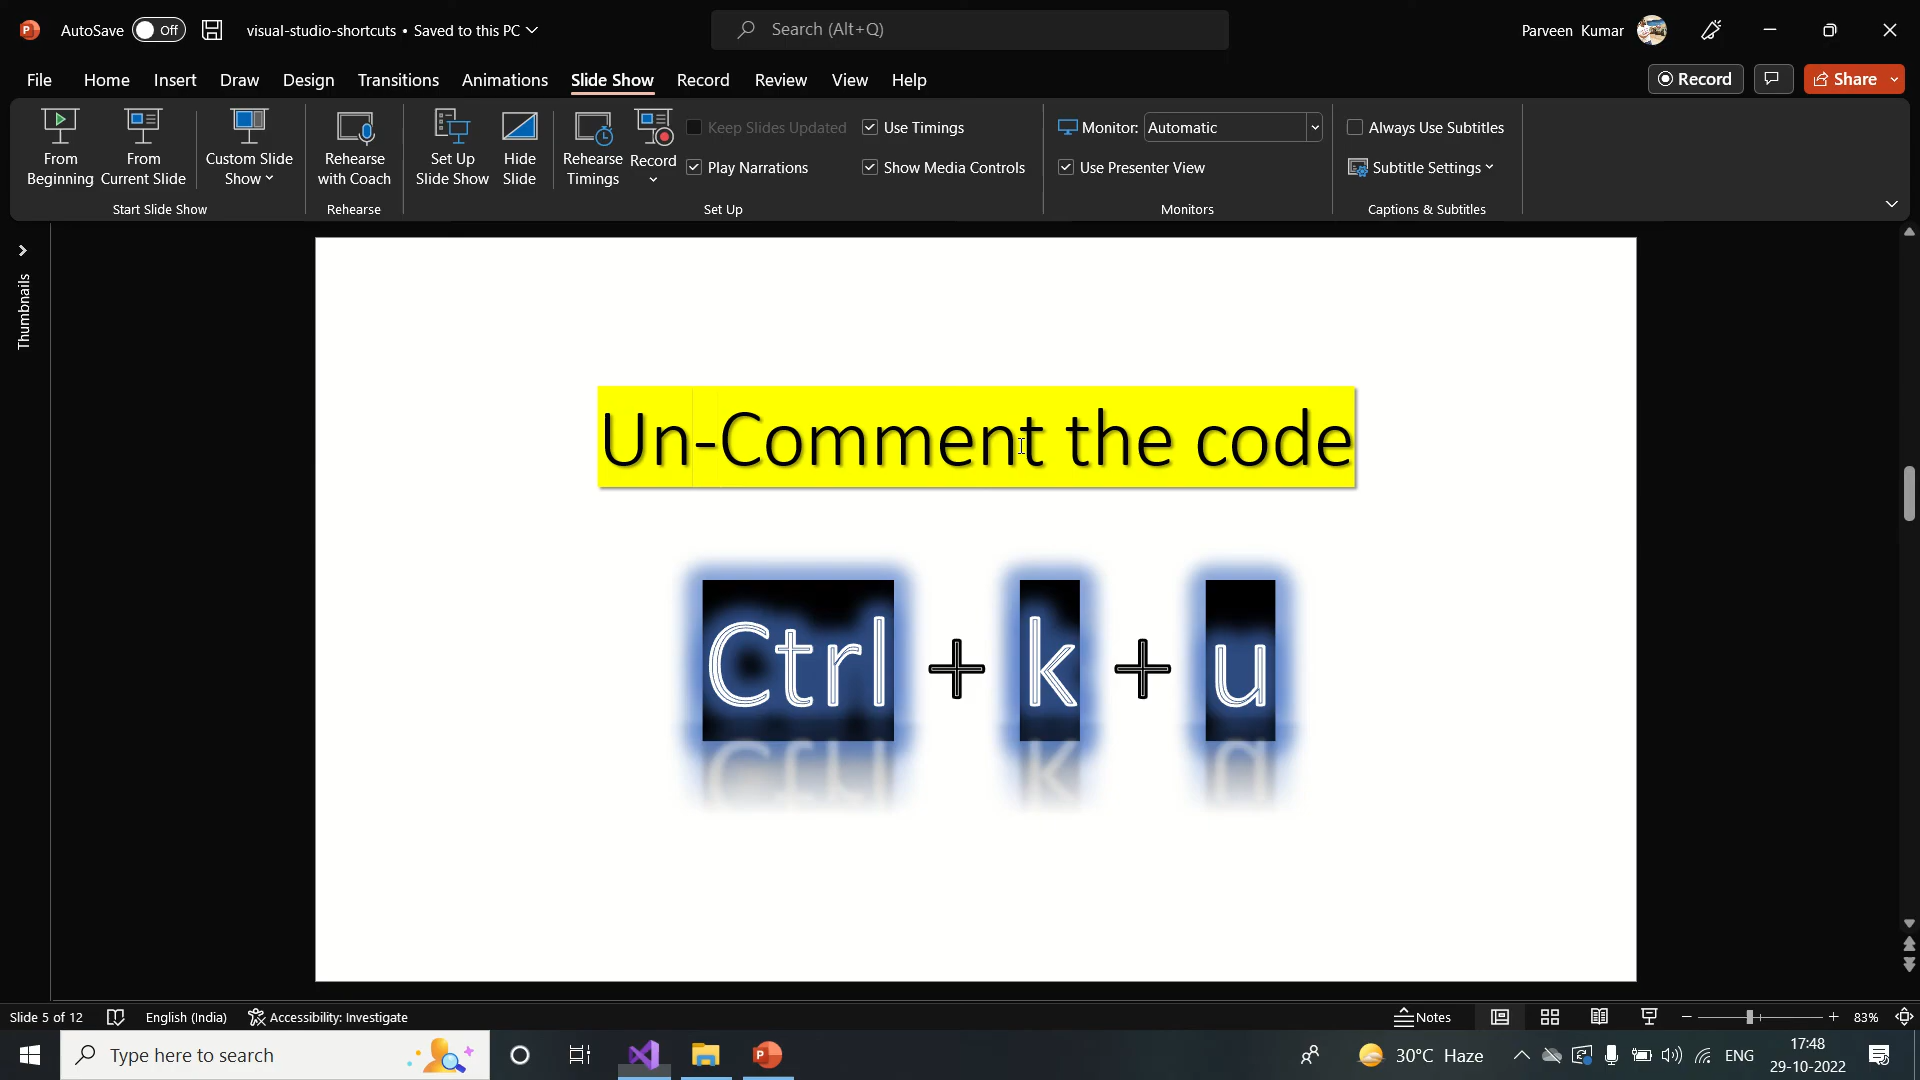 AutoSave Off visual-studio-shortcuts • Saved to this PC Search (Alt+Q) Parveen Kumar
File Home Insert Draw Design Transitions Animations Slide Show Record Review View Help Record Share
From Beginning
From Current Slide
Custom Slide Show
Start Slide Show
Rehearse with Coach
Rehearse
Set Up Slide Show
Hide Slide
Rehearse Timings
Record
Keep Slides Updated
Play Narrations
Use Timings
Show Media Controls
Set Up
Monitor: Automatic
Use Presenter View
Monitors
Always Use Subtitles
Subtitle Settings
Captions & Subtitles
Thumbnails
Un-Comment the code
Ctrl + k + u
Slide 5 of 12 English (India) Accessibility: Investigate Notes 83%
Type here to search 30°C Haze ENG
17:48
29-10-2022